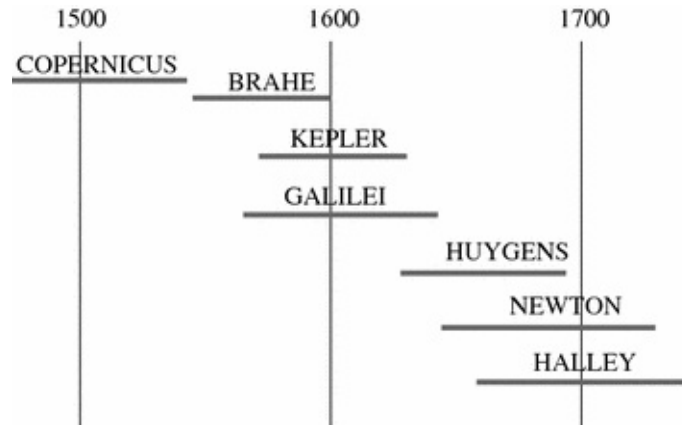 1500 1600 1700
COPERNICUS
BRAHE
KEPLER
GALILEI
HUYGENS
NEWTON
HALLEY